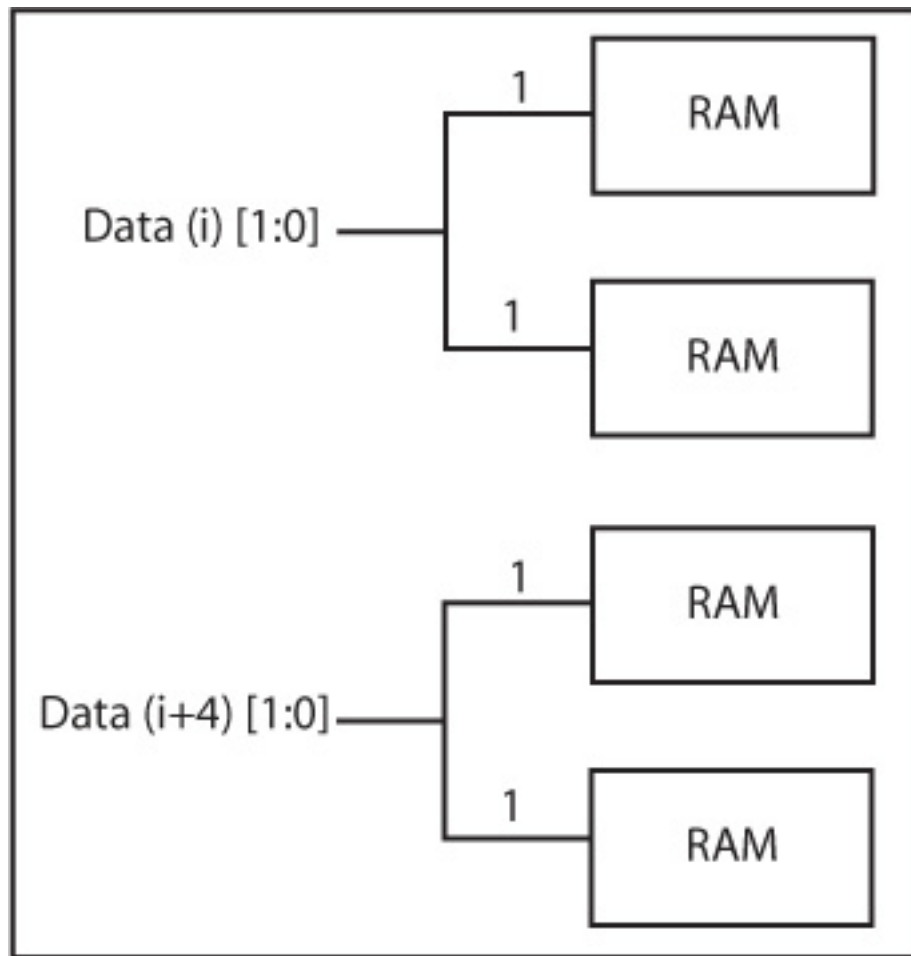 1
RAM
Data (i) [1:0]
1
RAM
1
RAM
Data (i+4) [1:0]
1
RAM